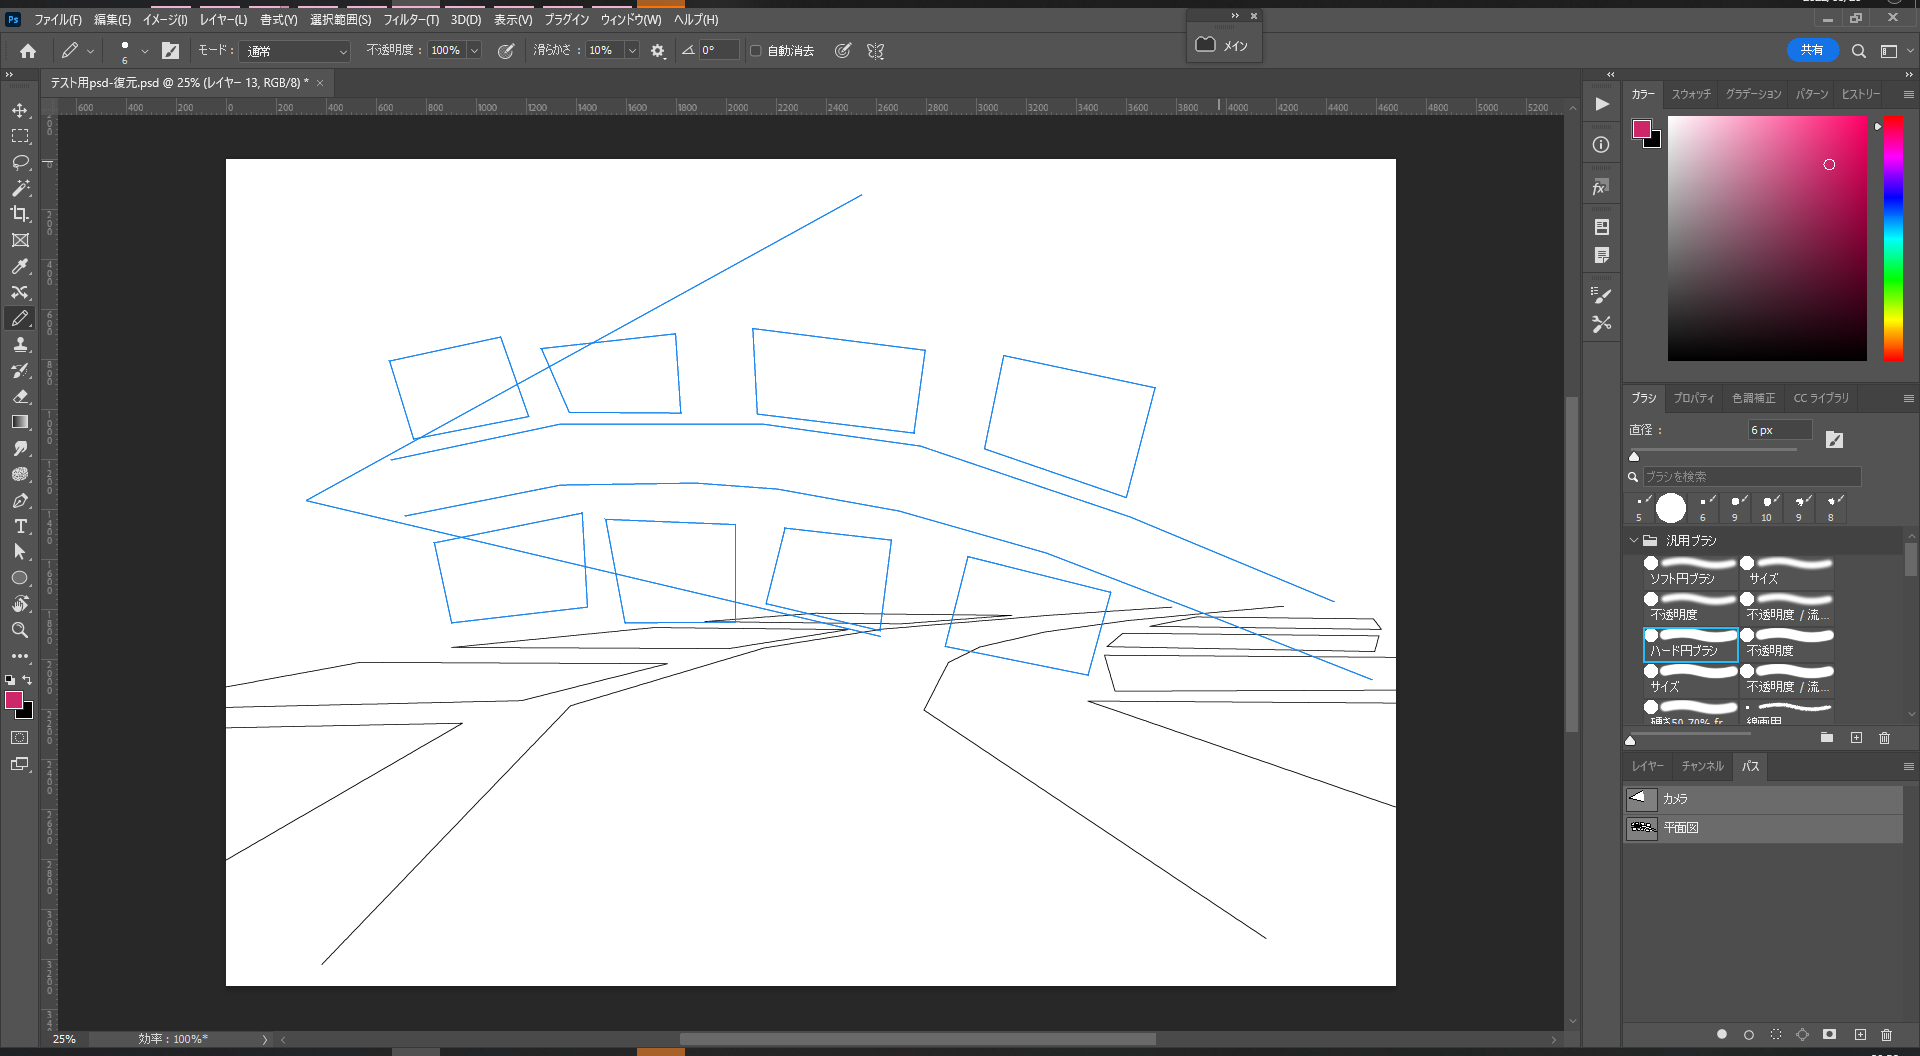 ファイル(F) 編集(E) イメージ(I) レイヤー(L) 書式(Y) 選択範囲(S) フィルター(T) 3D(D) 表示(V) プラグイン ウィンドウ(W) ヘルプ(H)
Ps
メイン
6
モード： 通常 不透明度： 100% 滑らかさ： 10% 0° 自動消去
共有
テスト用psd-復元.psd @ 25% (レイヤー 13, RGB/8) * ×
600 400 200 0 200 400 600 800 1000 1200 1400 1600 1800 2000 2200 2400 2600 2800 3000 3200 3400 3600 3800 4000 4200 4400 4600 4800 5000 5200
カラー スウォッチ グラデーション パターン ヒストリー
ブラシ プロパティ 色調補正 CC ライブラリ
直径： 6 px
ブラシを検索
5 6 9 10 9 8
汎用ブラシ
ソフト円ブラシ サイズ
不透明度 不透明度 / 流...
ハード円ブラシ 不透明度
サイズ 不透明度 / 流...
硬さ50_70%_fr 線画用
レイヤー チャンネル パス
カメラ
平面図
25% 効率：100%*